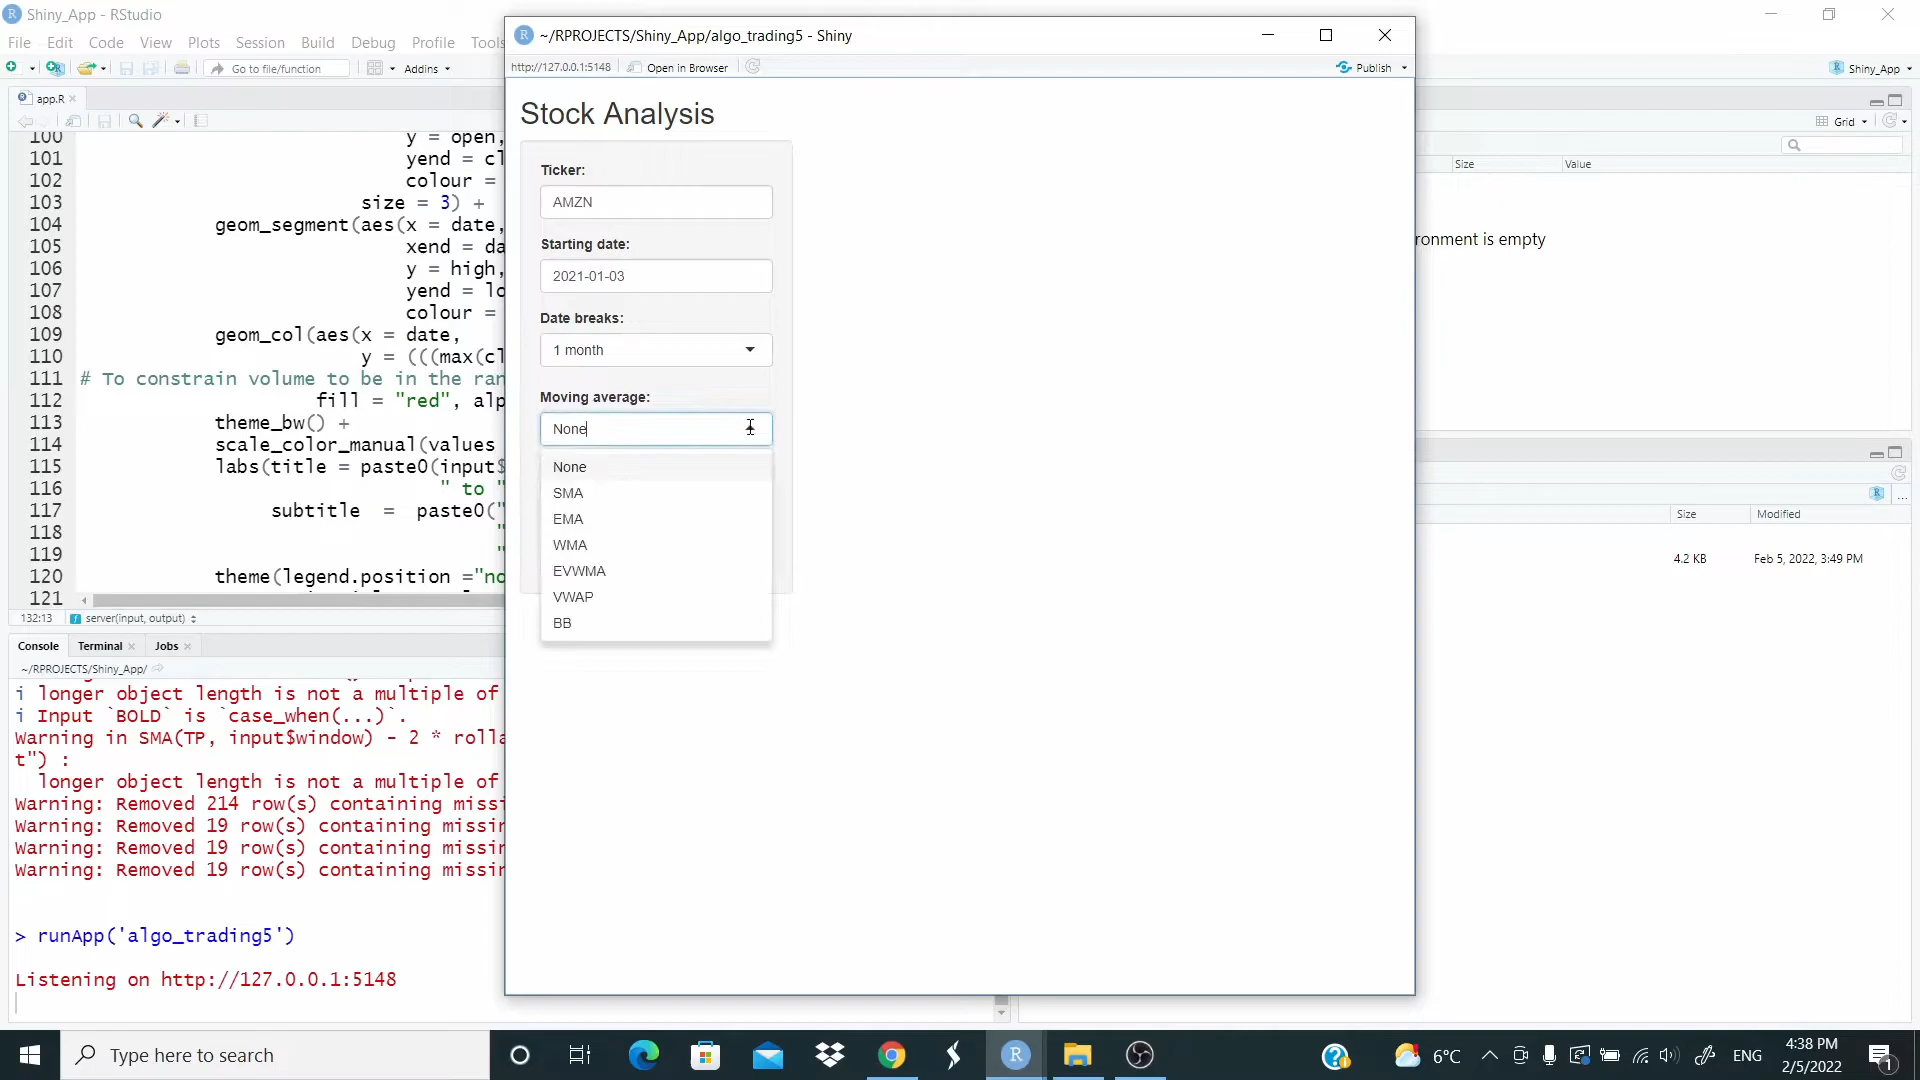 Shiny_App - RStudio
File Edit Code View Plots Session Build Debug Profile Tools
Go to file/function
Addins
Shiny_App
app.R
100 y = open,
101 yend = cl
102 colour =
103 size = 3) +
104 geom_segment(aes(x = date,
105 xend = da
106 y = high,
107 yend = lo
108 colour =
109 geom_col(aes(x = date,
110 y = (((max(cl
111 # To constrain volume to be in the ran
112 fill = "red", alp
113 theme_bw() +
114 scale_color_manual(values
115 labs(title = paste0(input$
116 " to "
117 subtitle = paste0("
118 "
119 "
120 theme(legend.position ="no
121
132:13 server(input, output)
Console Terminal Jobs
~/RPROJECTS/Shiny_App/
i longer object length is not a multiple of
i Input `BOLD` is `case_when(...)`.
Warning in SMA(TP, input$window) - 2 * rolla
t") :
longer object length is not a multiple of
Warning: Removed 214 row(s) containing missi
Warning: Removed 19 row(s) containing missin
Warning: Removed 19 row(s) containing missin
Warning: Removed 19 row(s) containing missin
> runApp('algo_trading5')
Listening on http://127.0.0.1:5148
~/RPROJECTS/Shiny_App/algo_trading5 - Shiny
http://127.0.0.1:5148 Open in Browser Publish
Stock Analysis
Ticker:
AMZN
Starting date:
2021-01-03
Date breaks:
1 month
Moving average:
None
None
SMA
EMA
WMA
EVWMA
VWAP
BB
Grid
Size Value
ronment is empty
Size Modified
4.2 KB Feb 5, 2022, 3:49 PM
Type here to search
6°C
ENG
4:38 PM
2/5/2022
1